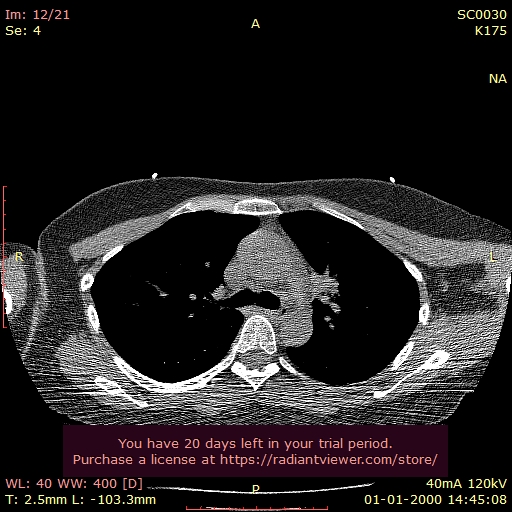 Im: 12/21
Se: 4
A
SC0030
K175
NA
R
L
You have 20 days left in your trial period.
Purchase a license at https://radiantviewer.com/store/
WL: 40 WW: 400 [D]
T: 2.5mm L: -103.3mm
P
40mA 120kV
01-01-2000 14:45:08